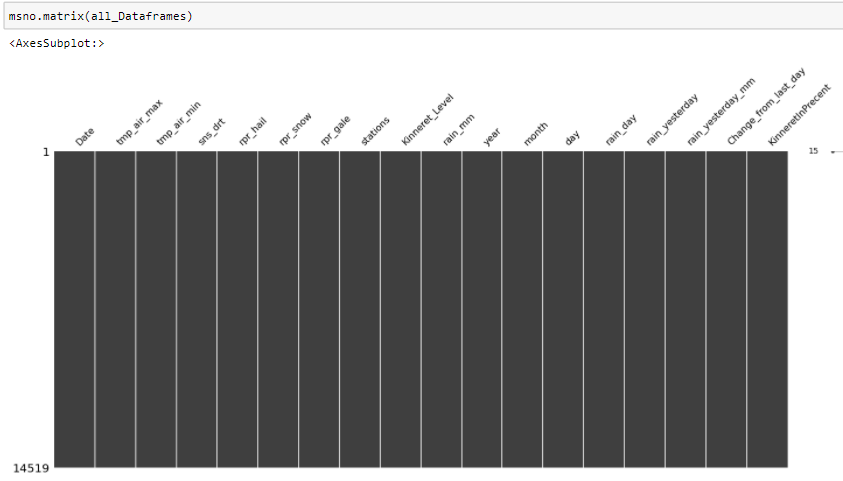 msno.matrix(all_Dataframes)
<AxesSubplot:>
Date
tmp_air_max
tmp_air_min
sns_drt
rpr_hail
rpr_snow
rpr_gale
stations
Kinneret_Level
rain_mm
year
month
day
rain_day
rain_yesterday
rain_yesterday_mm
Change_from_last_day
KinneretInPrecent
1
15
14519